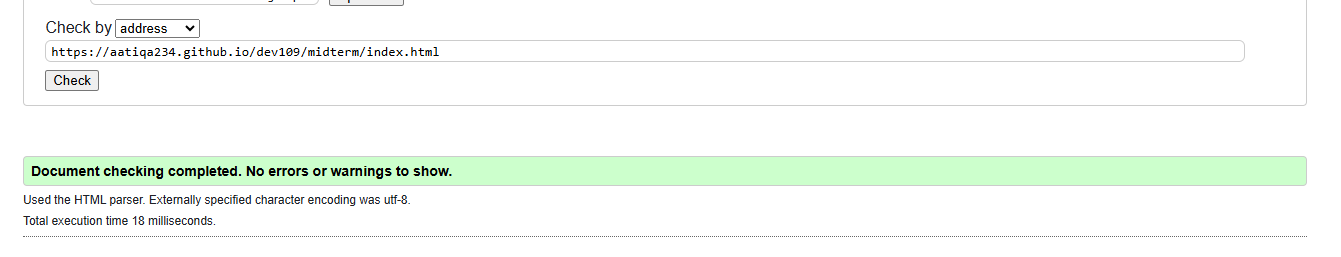 Check by address
https://aatiqa234.github.io/dev109/midterm/index.html
Check
Document checking completed. No errors or warnings to show.
Used the HTML parser. Externally specified character encoding was utf-8.
Total execution time 18 milliseconds.